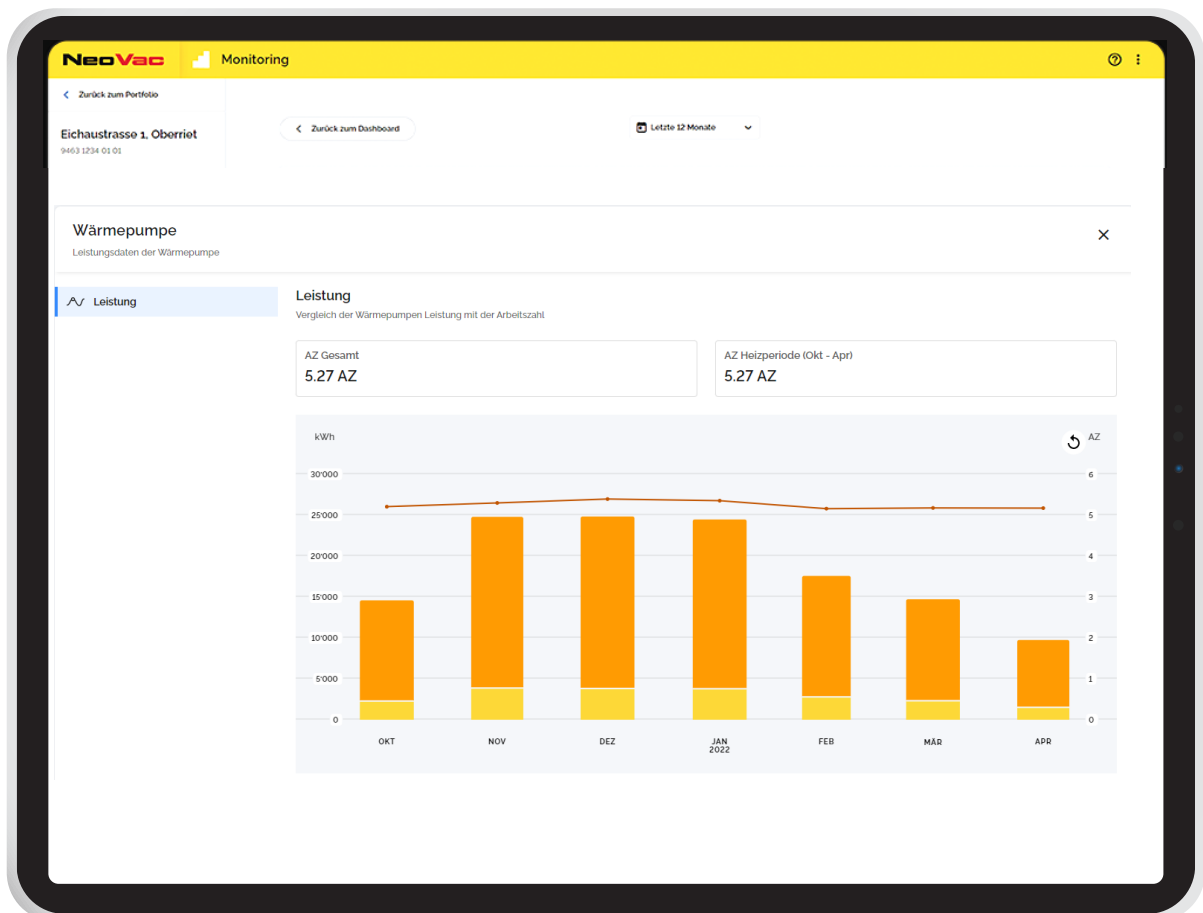 NeoVac
Monitoring
Zurück zum Portfolio
Eichaustrasse 1, Oberriet
9463 1234 01 01
Zurück zum Dashboard
Letzte 12 Monate
Wärmepumpe
Leistungsdaten der Wärmepumpe
Leistung
Leistung
Vergleich der Wärmepumpen Leistung mit der Arbeitszahl
AZ Gesamt
5.27 AZ
AZ Heizperiode (Okt - Apr)
5.27 AZ
kWh
AZ
30'000
6
25'000
5
20'000
4
15'000
3
10'000
2
5'000
1
0
0
OKT
NOV
DEZ
JAN
2022
FEB
MÄR
APR